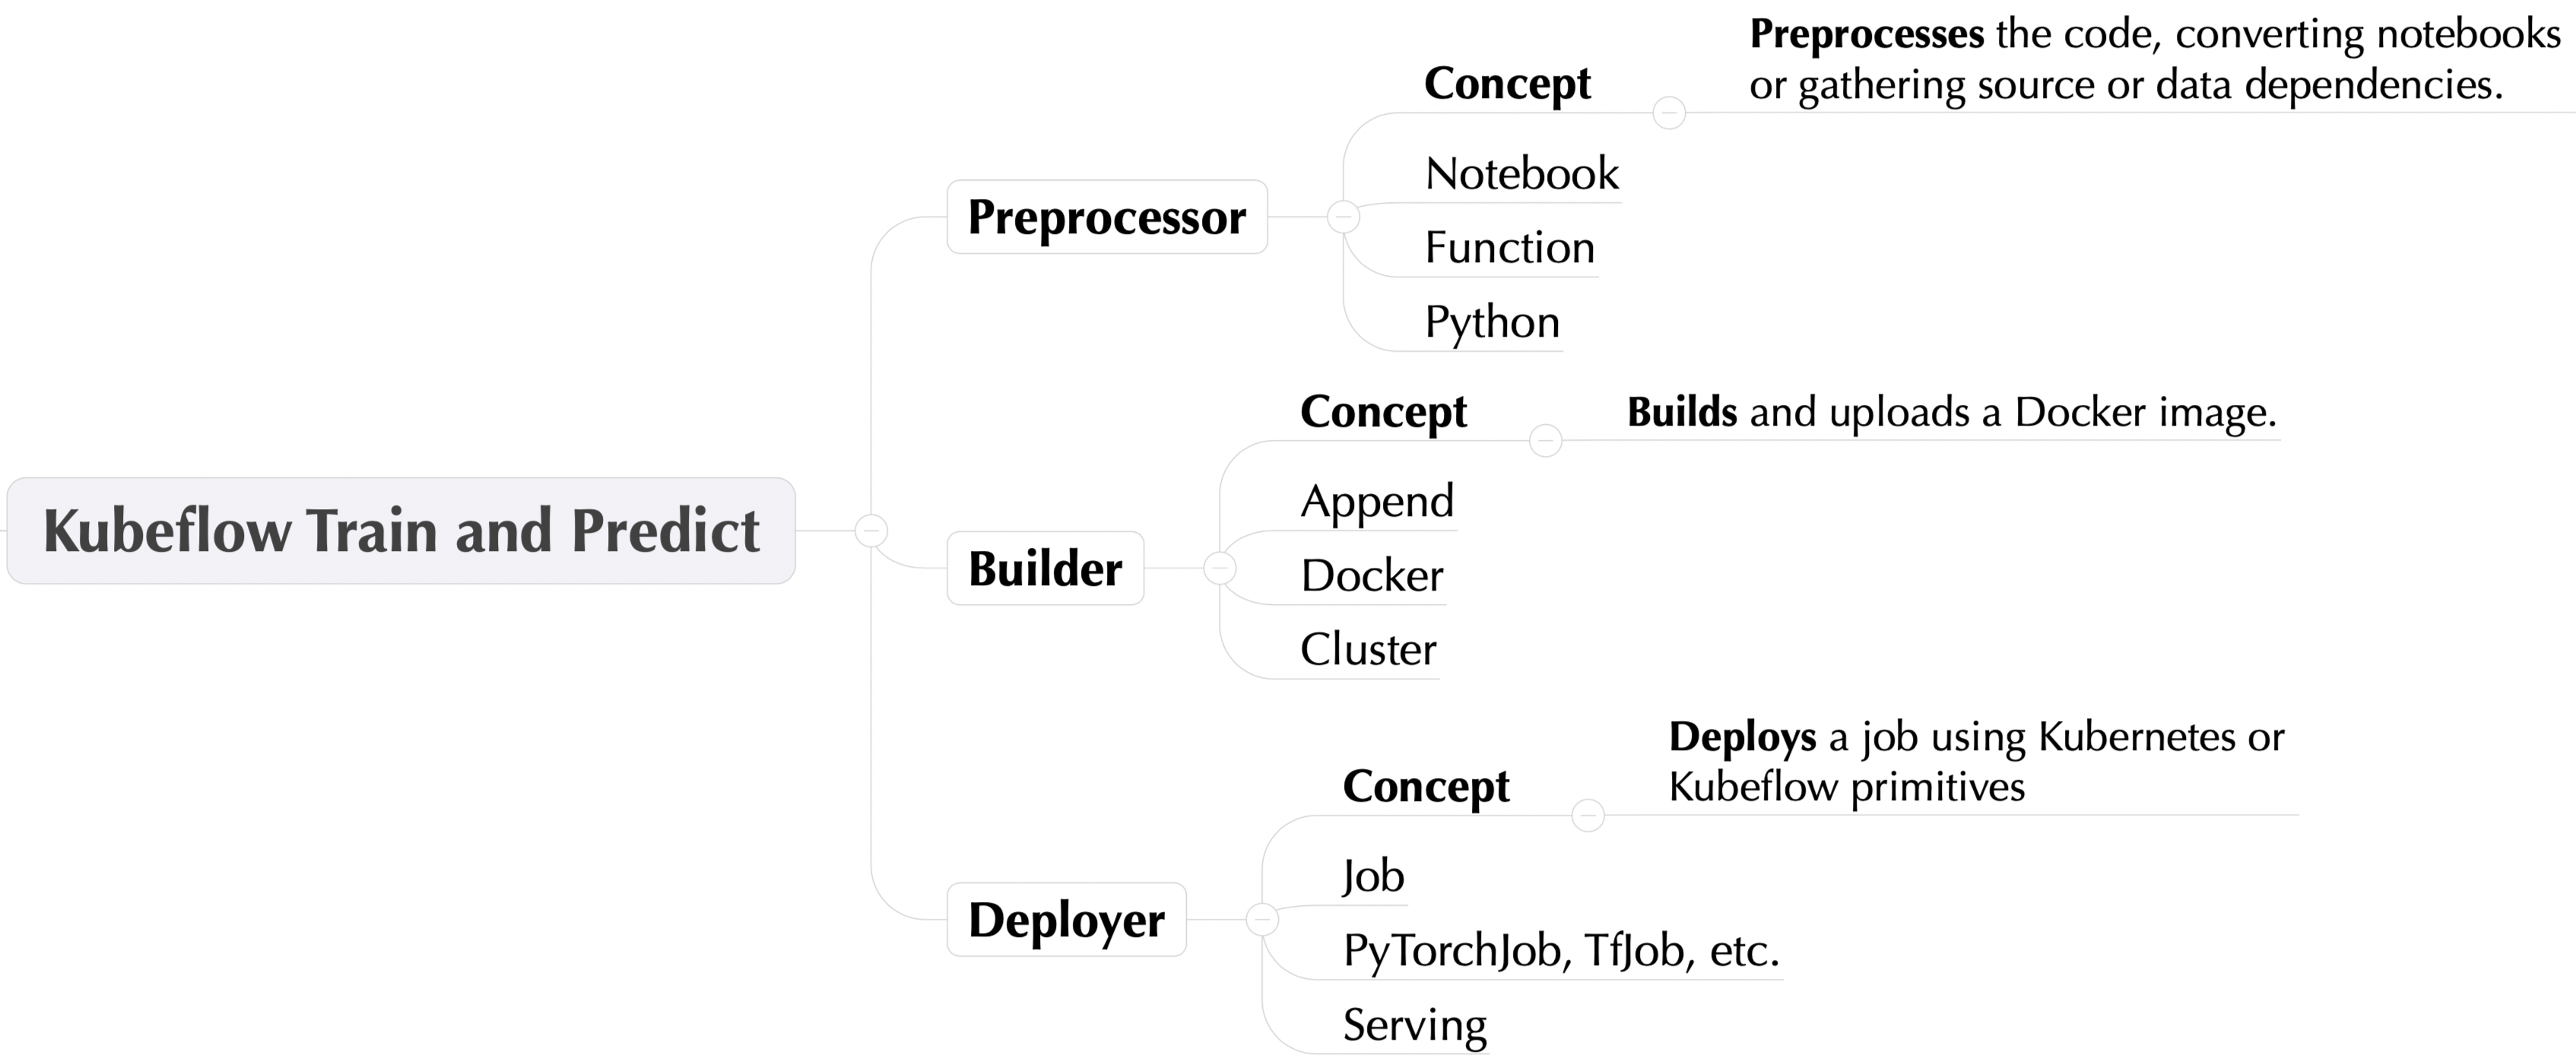 Preprocesses the code, converting notebooks
or gathering source or data dependencies.
Concept
Notebook
Preprocessor
Function
Python
Concept
Builds and uploads a Docker image.
Append
Kubeflow Train and Predict
Builder
Docker
Cluster
Deploys a job using Kubernetes or
Kubeflow primitives
Concept
Job
Deployer
PyTorchJob, TfJob, etc.
Serving